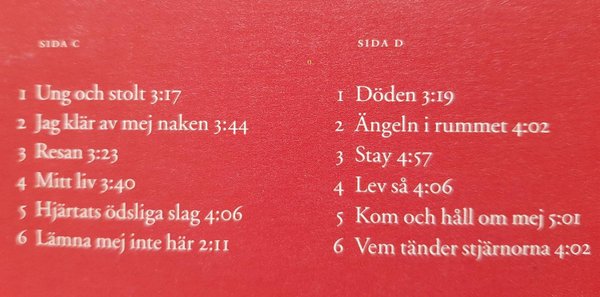 SIDA C
1 Ung och stolt 3:17
2 Jag klär av mej naken 3:44
3 Resan 3:23
4 Mitt liv 3:40
5 Hjärtats ödsliga slag 4:06
6 Lämna mej inte här 2:11
SIDA D
1 Döden 3:19
2 Ängeln i rummet 4:02
3 Stay 4:57
4 Lev så 4:06
5 Kom och håll om mej 5:01
6 Vem tänder stjärnorna 4:02